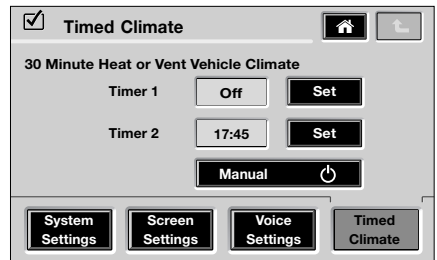 Timed Climate
30 Minute Heat or Vent Vehicle Climate
Timer 1 Off Set
Timer 2 17:45 Set
Manual
System Settings Screen Settings Voice Settings Timed Climate